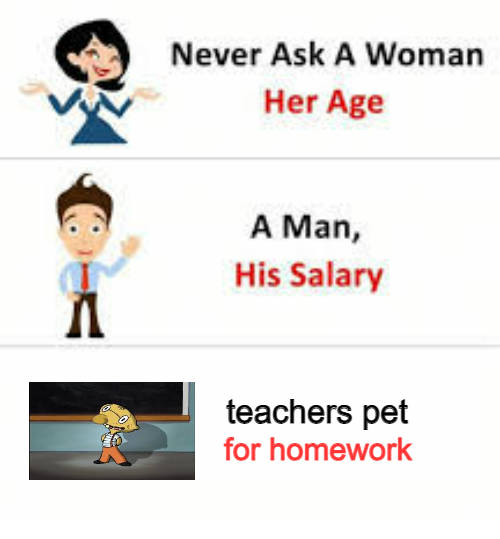 Never Ask A Woman
Her Age
A Man,
His Salary
teachers pet
for homework